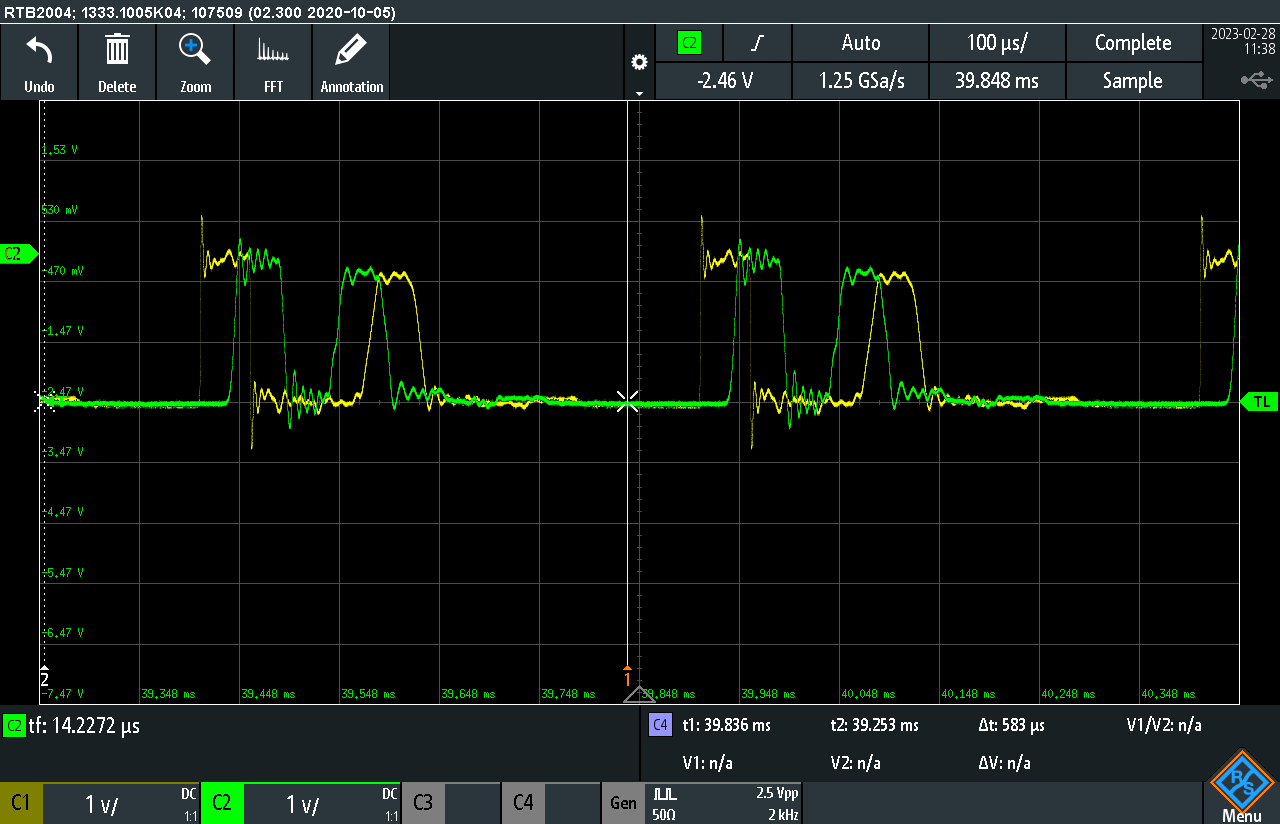 RTB2004; 1333.1005K04; 107509 (02.300 2020-10-05)
Undo
Delete
Zoom
FFT
Annotation
C2
Auto
100 µs/
Complete
2023-02-28
11:38
-2.46 V
1.25 GSa/s
39.848 ms
Sample
1.53 V
530 mV
C2
-470 mV
-1.47 V
-2.47 V
TL
-3.47 V
-4.47 V
-5.47 V
-6.47 V
2
1
-7.47 V
39.348 ms
39.448 ms
39.548 ms
39.648 ms
39.748 ms
39.848 ms
39.948 ms
40.048 ms
40.148 ms
40.248 ms
40.348 ms
C2 tf: 14.2272 µs
C4
t1: 39.836 ms
t2: 39.253 ms
Δt: 583 µs
V1/V2: n/a
V1: n/a
V2: n/a
ΔV: n/a
C1
1 V/
DC
1:1
C2
1 V/
DC
1:1
C3
C4
Gen
50Ω
2.5 Vpp
2 kHz
R&S
Menu